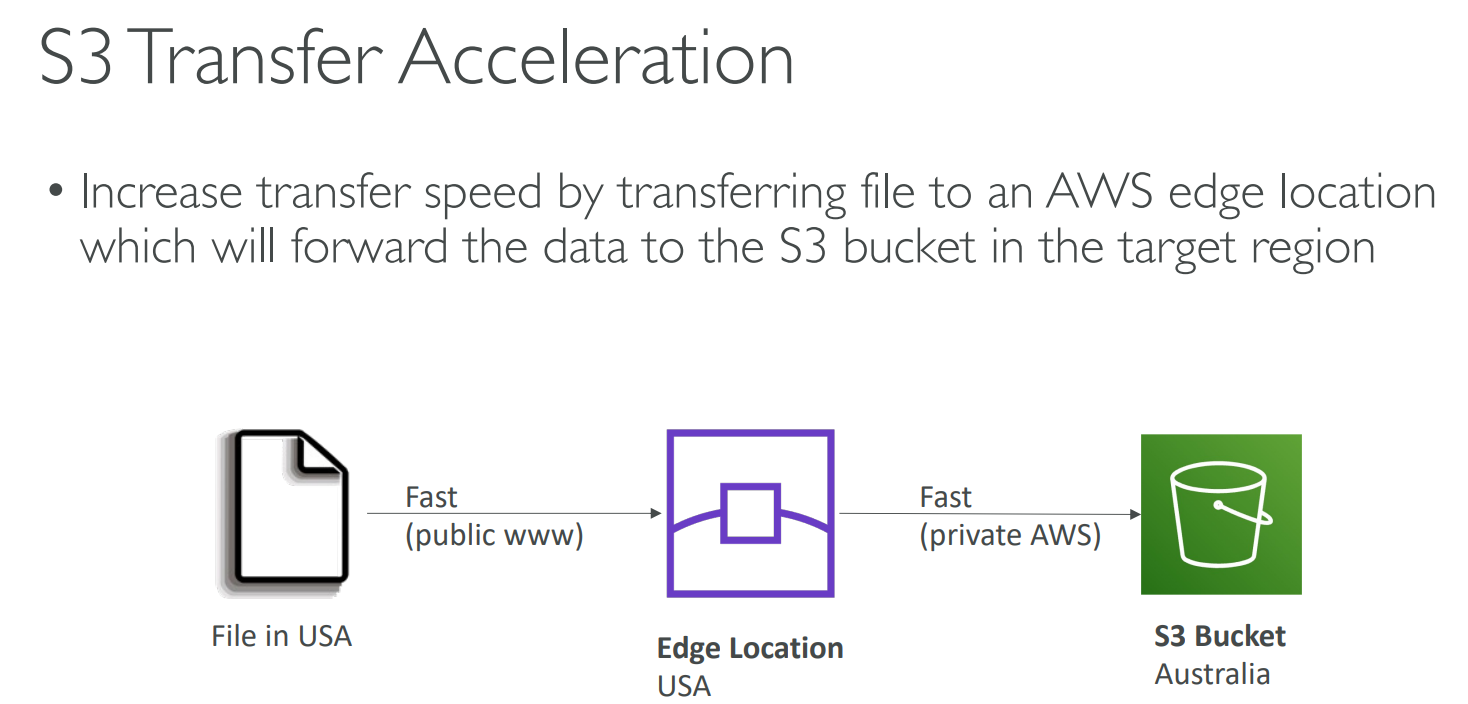 S3 Transfer Acceleration
• Increase transfer speed by transferring file to an AWS edge location
which will forward the data to the S3 bucket in the target region
Fast
(public www)
Fast
(private AWS)
File in USA
Edge Location
USA
S3 Bucket
Australia